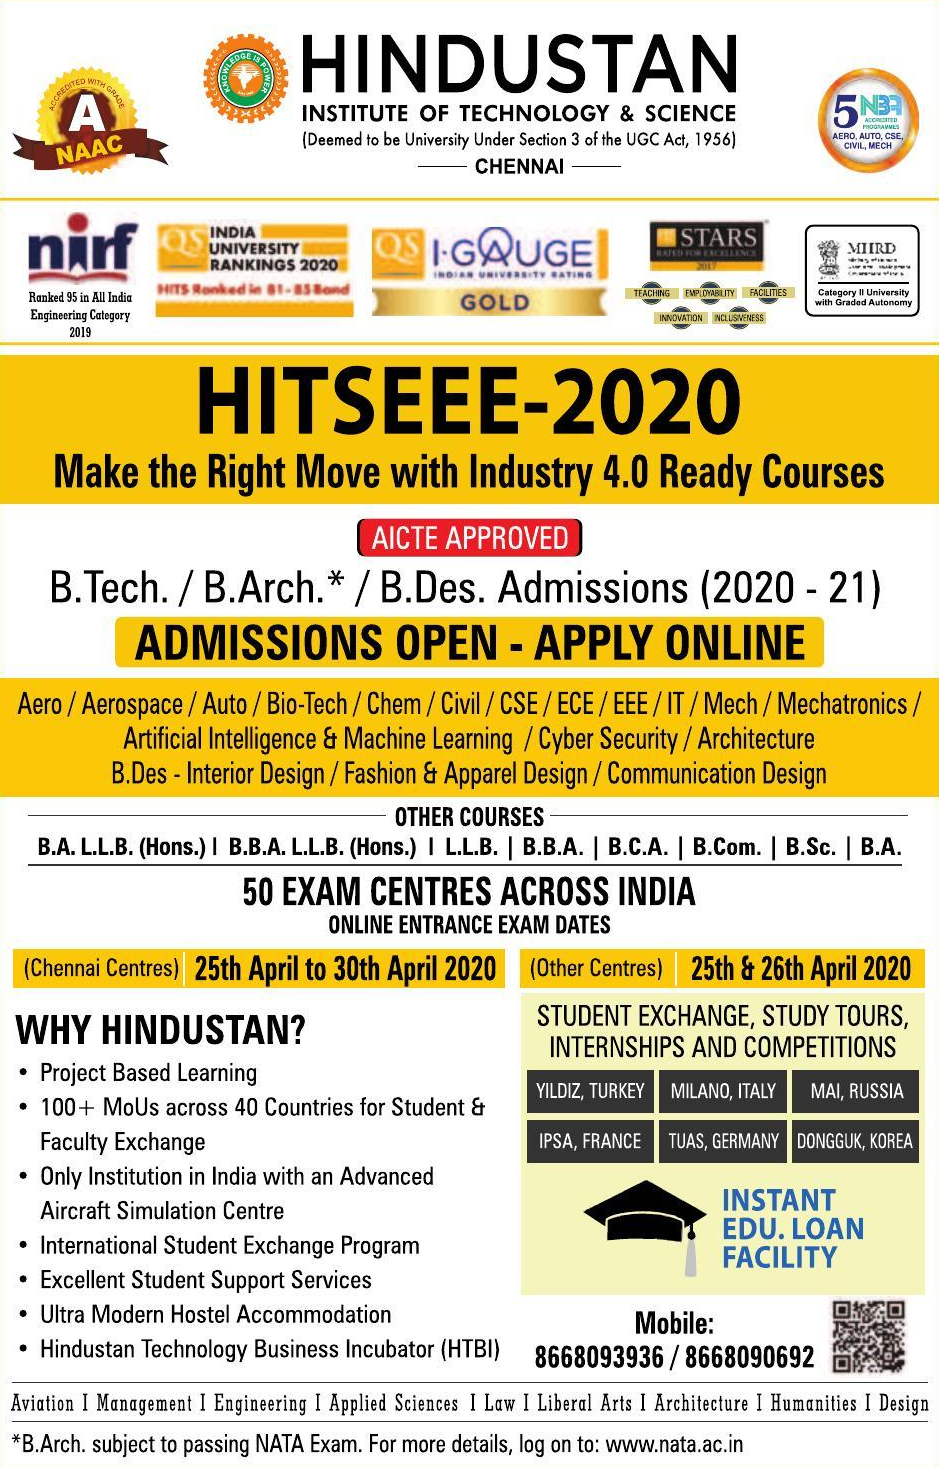 ACCREDITED WITH GRADE
A
NAAC
KNOWLEDGE IS POWER
HINDUSTAN
INSTITUTE OF TECHNOLOGY & SCIENCE
(Deemed to be University Under Section 3 of the UGC Act, 1956)
CHENNAI
5 NBA
ACCREDITED
PROGRAMMES
AERO, AUTO, CSE,
CIVIL, MECH
nirf
Ranked 95 in All India
Engineering Category
2019
QS INDIA
UNIVERSITY
RANKINGS 2020
HITS Ranked in 81 - 85 Band
QS I·GAUGE
INDIAN UNIVERSITY RATING
GOLD
STARS
RATED FOR EXCELLENCE
2017
TEACHING EMPLOYABILITY FACILITIES
INNOVATION INCLUSIVENESS
MHRD
Category II University
with Graded Autonomy
HITSEEE-2020
Make the Right Move with Industry 4.0 Ready Courses
AICTE APPROVED
B.Tech. / B.Arch.* / B.Des. Admissions (2020 - 21)
ADMISSIONS OPEN - APPLY ONLINE
Aero / Aerospace / Auto / Bio-Tech / Chem / Civil / CSE / ECE / EEE / IT / Mech / Mechatronics /
Artificial Intelligence & Machine Learning / Cyber Security / Architecture
B.Des - Interior Design / Fashion & Apparel Design / Communication Design
OTHER COURSES
B.A. L.L.B. (Hons.) I B.B.A. L.L.B. (Hons.) I L.L.B. | B.B.A. | B.C.A. | B.Com. | B.Sc. | B.A.
50 EXAM CENTRES ACROSS INDIA
ONLINE ENTRANCE EXAM DATES
(Chennai Centres) 25th April to 30th April 2020
(Other Centres) 25th & 26th April 2020
WHY HINDUSTAN?
• Project Based Learning
• 100+ MoUs across 40 Countries for Student &
Faculty Exchange
• Only Institution in India with an Advanced
Aircraft Simulation Centre
• International Student Exchange Program
• Excellent Student Support Services
• Ultra Modern Hostel Accommodation
• Hindustan Technology Business Incubator (HTBI)
STUDENT EXCHANGE, STUDY TOURS,
INTERNSHIPS AND COMPETITIONS
YILDIZ, TURKEY MILANO, ITALY MAI, RUSSIA
IPSA, FRANCE TUAS, GERMANY DONGGUK, KOREA
INSTANT
EDU. LOAN
FACILITY
Mobile:
8668093936 / 8668090692
Aviation I Management I Engineering I Applied Sciences I Law I Liberal Arts I Architecture I Humanities I Design
*B.Arch. subject to passing NATA Exam. For more details, log on to: www.nata.ac.in